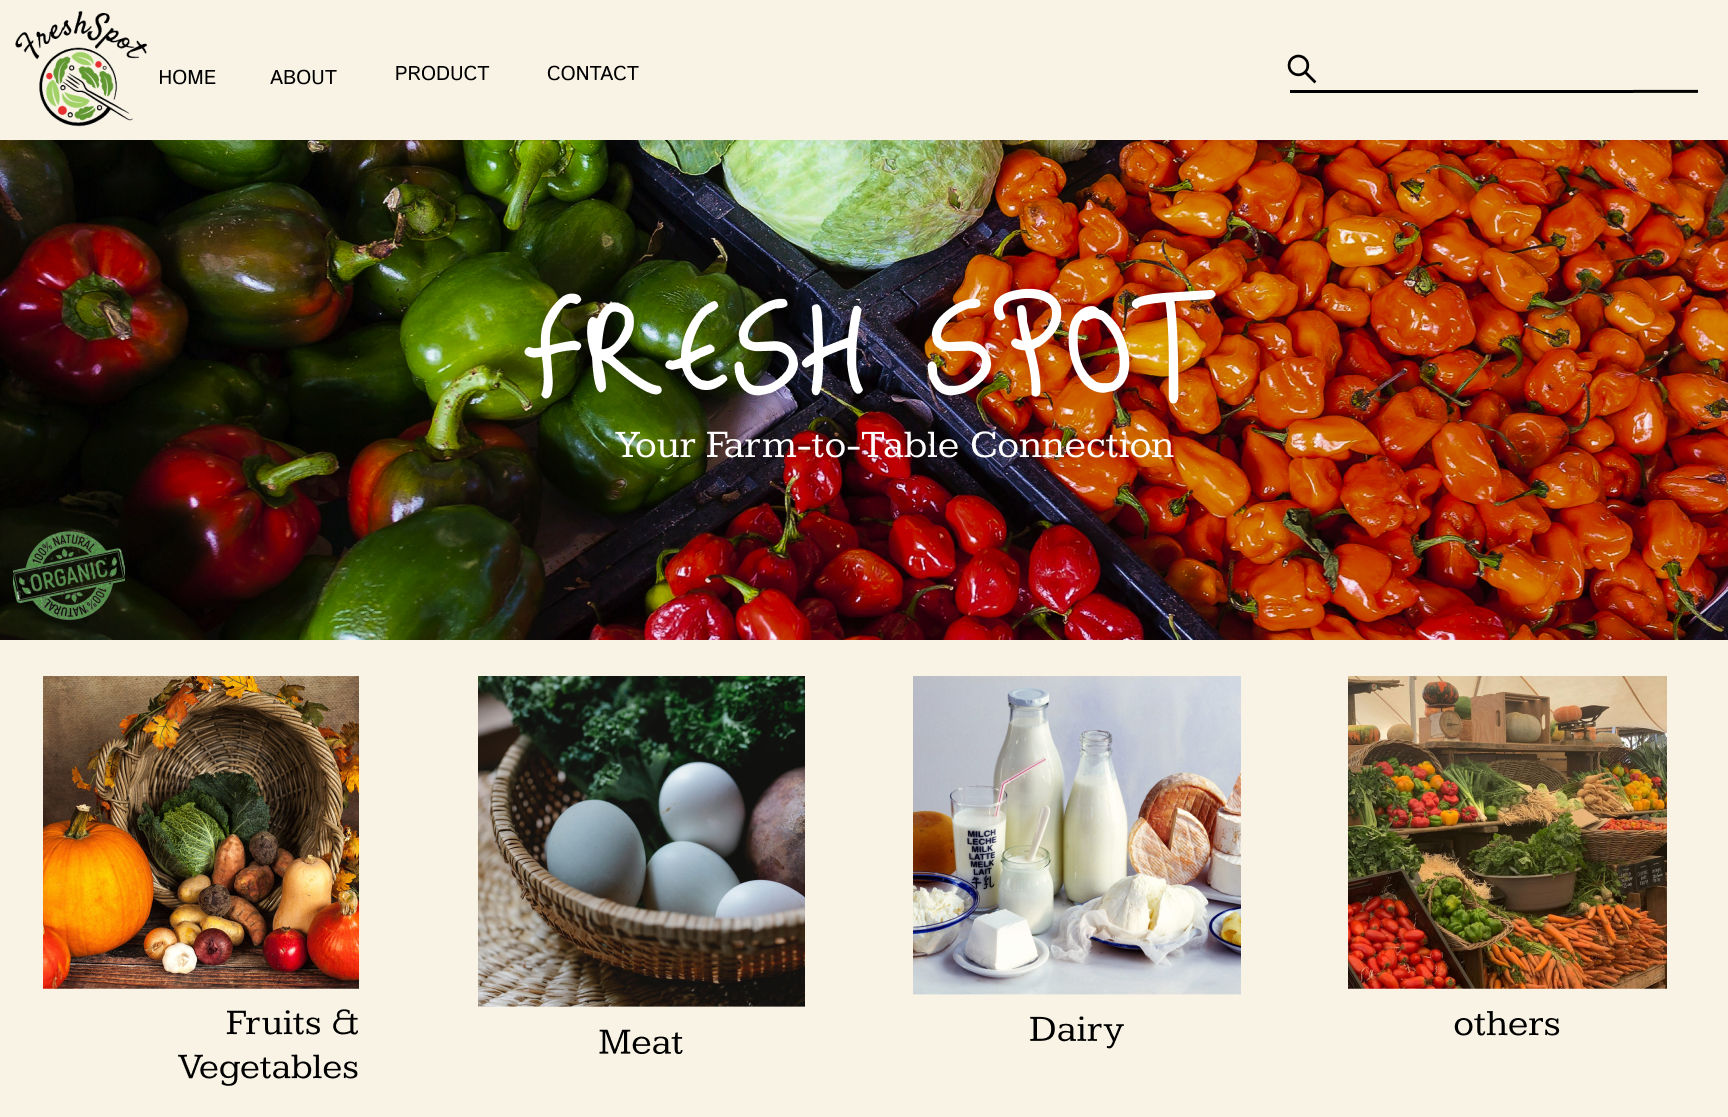 FreshSpot
HOME
ABOUT
PRODUCT
CONTACT
FRESH SPOT
Your Farm-to-Table Connection
100% NATURAL
ORGANIC
100% NATURAL
MILCH
LECHE
MILK
LATTE
MELK
LAIT
牛乳
Fruits &
Vegetables
Meat
Dairy
others